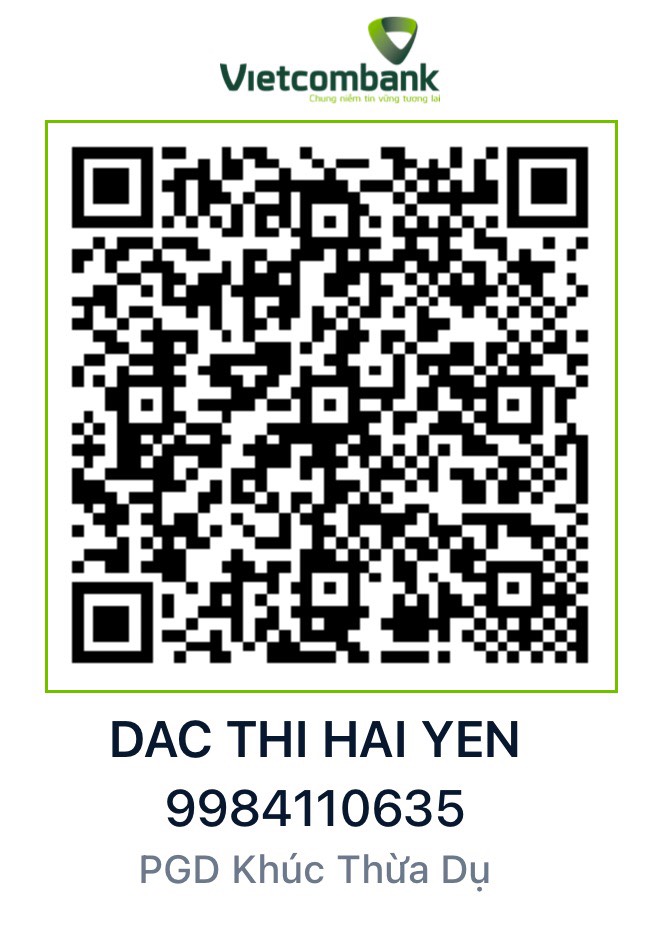 Vietcombank
Chung niềm tin vững tương lai
DAC THI HAI YEN
9984110635
PGD Khúc Thừa Dụ